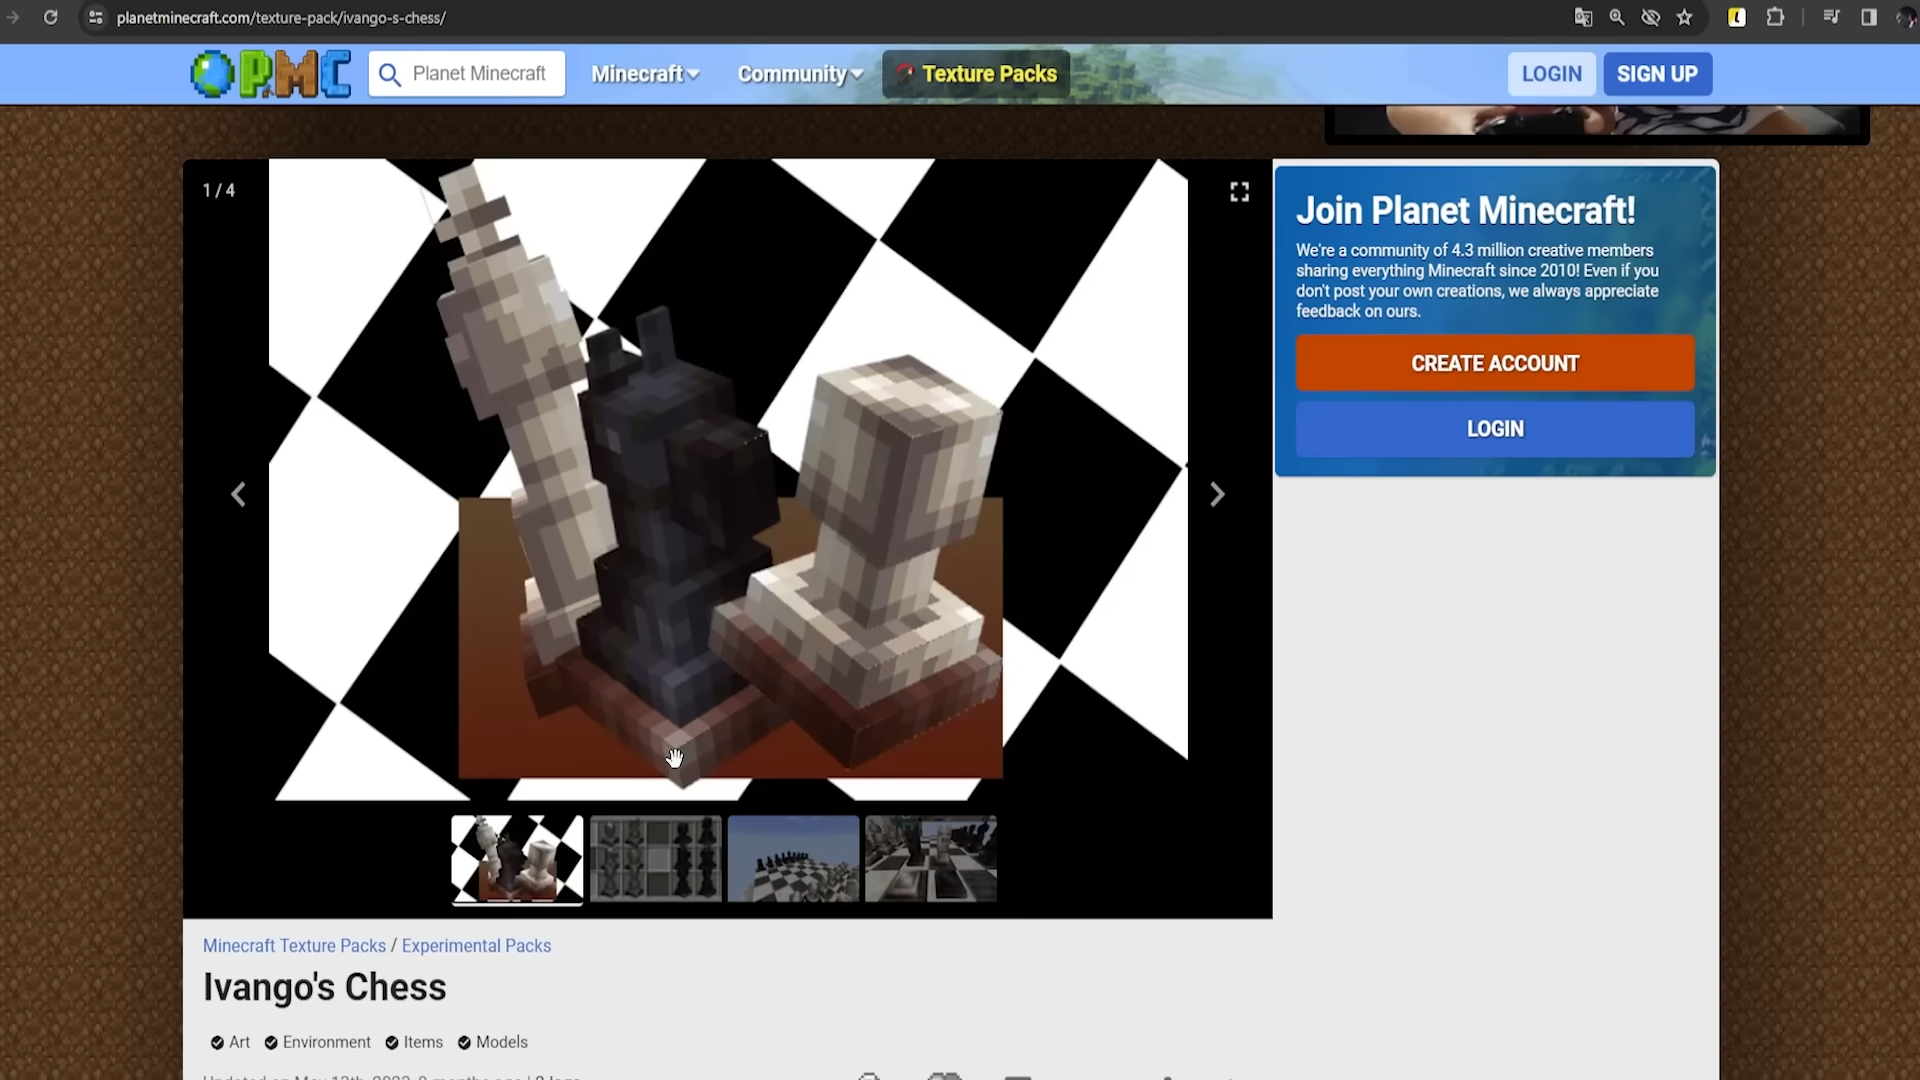 planetminecraft.com/texture-pack/ivango-s-chess/
PMC
Planet Minecraft
Minecraft
Community
Texture Packs
LOGIN
SIGN UP
1 / 4
Join Planet Minecraft!
We're a community of 4.3 million creative members
sharing everything Minecraft since 2010! Even if you
don't post your own creations, we always appreciate
feedback on ours.
CREATE ACCOUNT
LOGIN
Minecraft Texture Packs / Experimental Packs
Ivango's Chess
Art
Environment
Items
Models